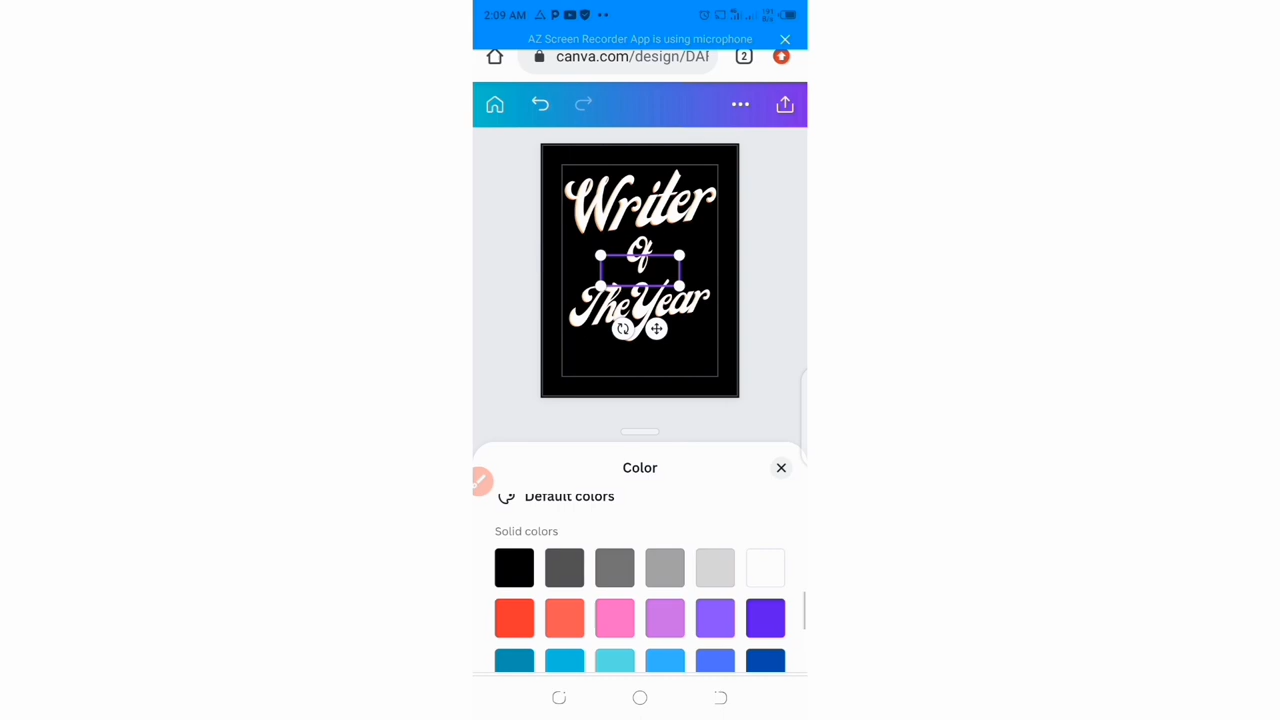 2:09 AM
AZ Screen Recorder App is using microphone
canva.com/design/DAF
2
Writer
Of
The Year
Color
Default colors
Solid colors